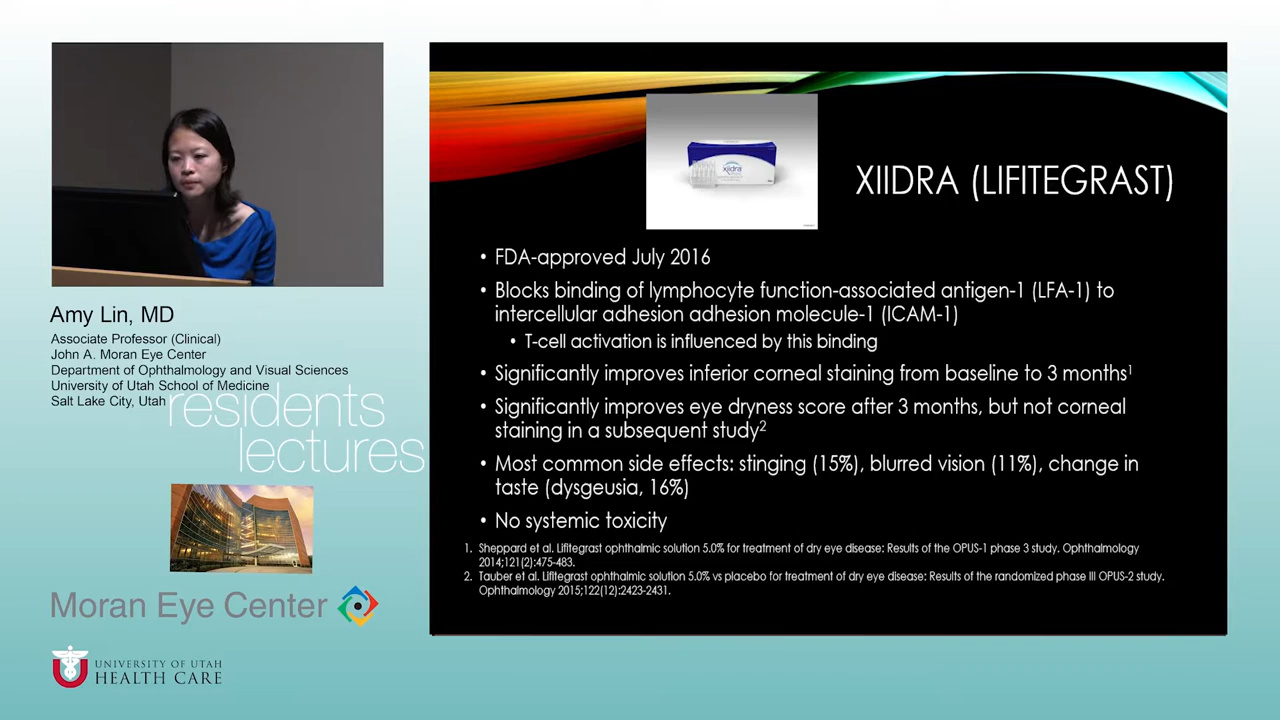 XIIDRA (LIFITEGRAST)
xiidra
• FDA-approved July 2016
• Blocks binding of lymphocyte function-associated antigen-1 (LFA-1) to
intercellular adhesion adhesion molecule-1 (ICAM-1)
• T-cell activation is influenced by this binding
• Significantly improves inferior corneal staining from baseline to 3 months1
• Significantly improves eye dryness score after 3 months, but not corneal
staining in a subsequent study2
• Most common side effects: stinging (15%), blurred vision (11%), change in
taste (dysgeusia, 16%)
• No systemic toxicity
1. Sheppard et al. Lifitegrast ophthalmic solution 5.0% for treatment of dry eye disease: Results of the OPUS-1 phase 3 study. Ophthalmology
2014;121(2):475-483.
2. Tauber et al. Lifitegrast ophthalmic solution 5.0% vs placebo for treatment of dry eye disease: Results of the randomized phase III OPUS-2 study.
Ophthalmology 2015;122(12):2423-2431.
Amy Lin, MD
Associate Professor (Clinical)
John A. Moran Eye Center
Department of Ophthalmology and Visual Sciences
University of Utah School of Medicine
Salt Lake City, Utah
residents
lectures
Moran Eye Center
UNIVERSITY OF UTAH
HEALTH CARE